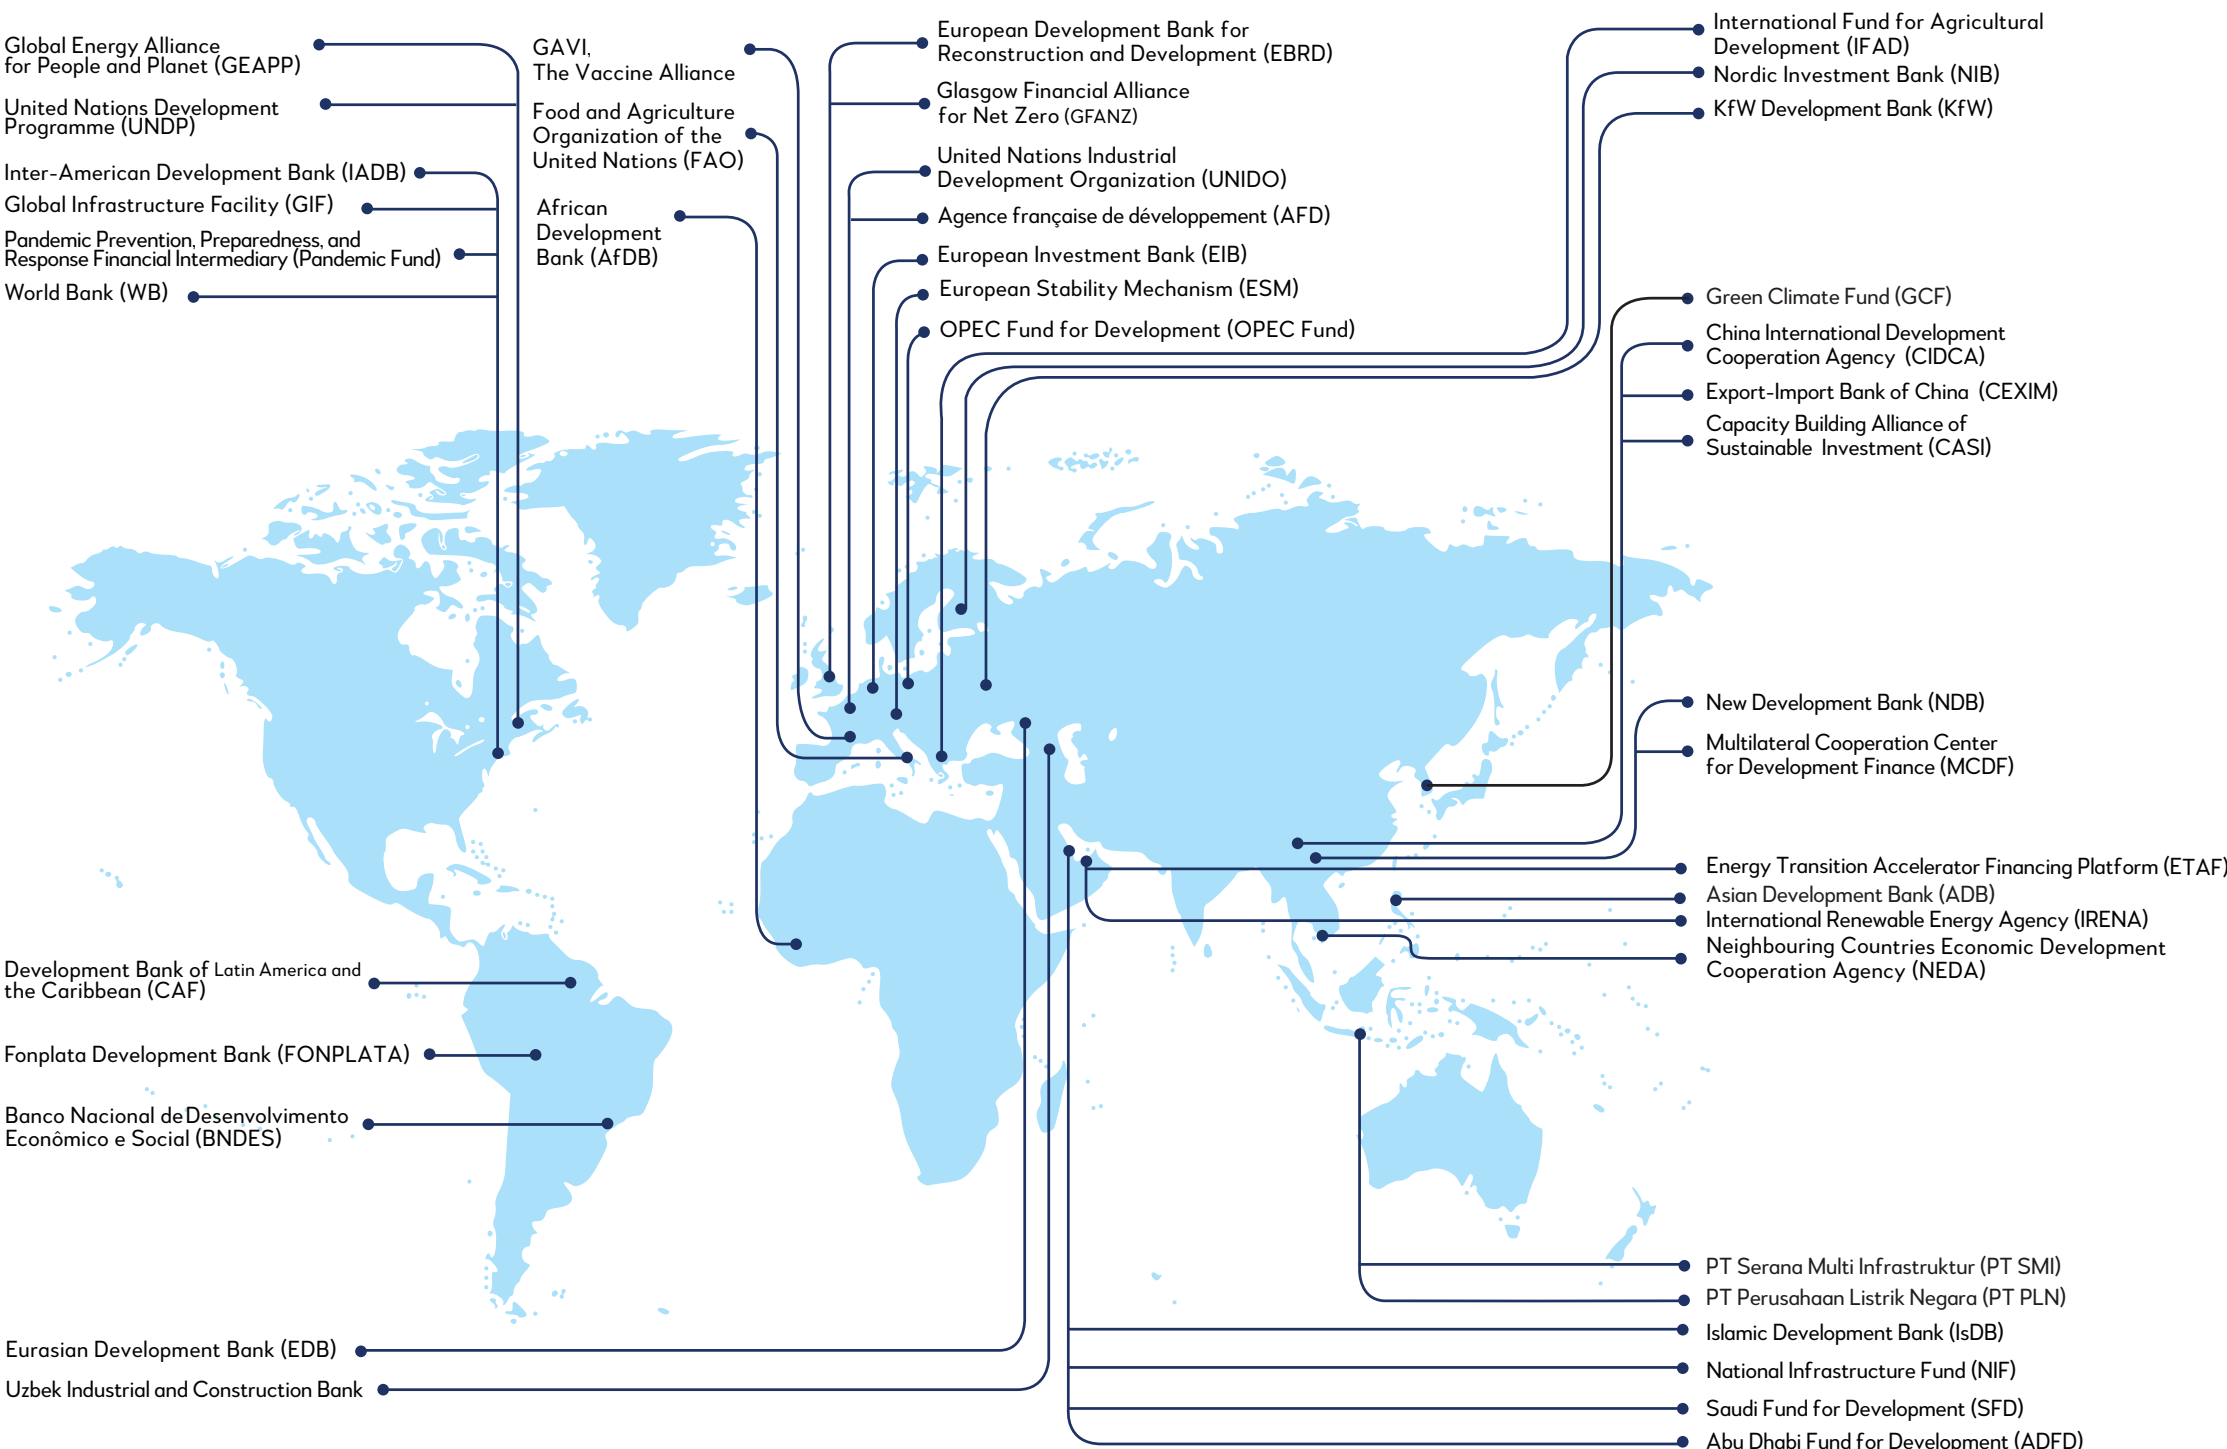 Global Energy Alliance
for People and Planet (GEAPP)
United Nations Development
Programme (UNDP)
Inter-American Development Bank (IADB)
Global Infrastructure Facility (GIF)
Pandemic Prevention, Preparedness, and
Response Financial Intermediary (Pandemic Fund)
World Bank (WB)
GAVI,
The Vaccine Alliance
Food and Agriculture
Organization of the
United Nations (FAO)
African
Development
Bank (AfDB)
European Development Bank for
Reconstruction and Development (EBRD)
Glasgow Financial Alliance
for Net Zero (GFANZ)
United Nations Industrial
Development Organization (UNIDO)
Agence française de développement (AFD)
European Investment Bank (EIB)
European Stability Mechanism (ESM)
OPEC Fund for Development (OPEC Fund)
International Fund for Agricultural
Development (IFAD)
Nordic Investment Bank (NIB)
KfW Development Bank (KfW)
Green Climate Fund (GCF)
China International Development
Cooperation Agency (CIDCA)
Export-Import Bank of China (CEXIM)
Capacity Building Alliance of
Sustainable Investment (CASI)
New Development Bank (NDB)
Multilateral Cooperation Center
for Development Finance (MCDF)
Energy Transition Accelerator Financing Platform (ETAF)
Asian Development Bank (ADB)
International Renewable Energy Agency (IRENA)
Neighbouring Countries Economic Development
Cooperation Agency (NEDA)
Development Bank of Latin America and
the Caribbean (CAF)
Fonplata Development Bank (FONPLATA)
Banco Nacional de Desenvolvimento
Econômico e Social (BNDES)
Eurasian Development Bank (EDB)
Uzbek Industrial and Construction Bank
PT Serana Multi Infrastruktur (PT SMI)
PT Perusahaan Listrik Negara (PT PLN)
Islamic Development Bank (IsDB)
National Infrastructure Fund (NIF)
Saudi Fund for Development (SFD)
Abu Dhabi Fund for Development (ADFD)